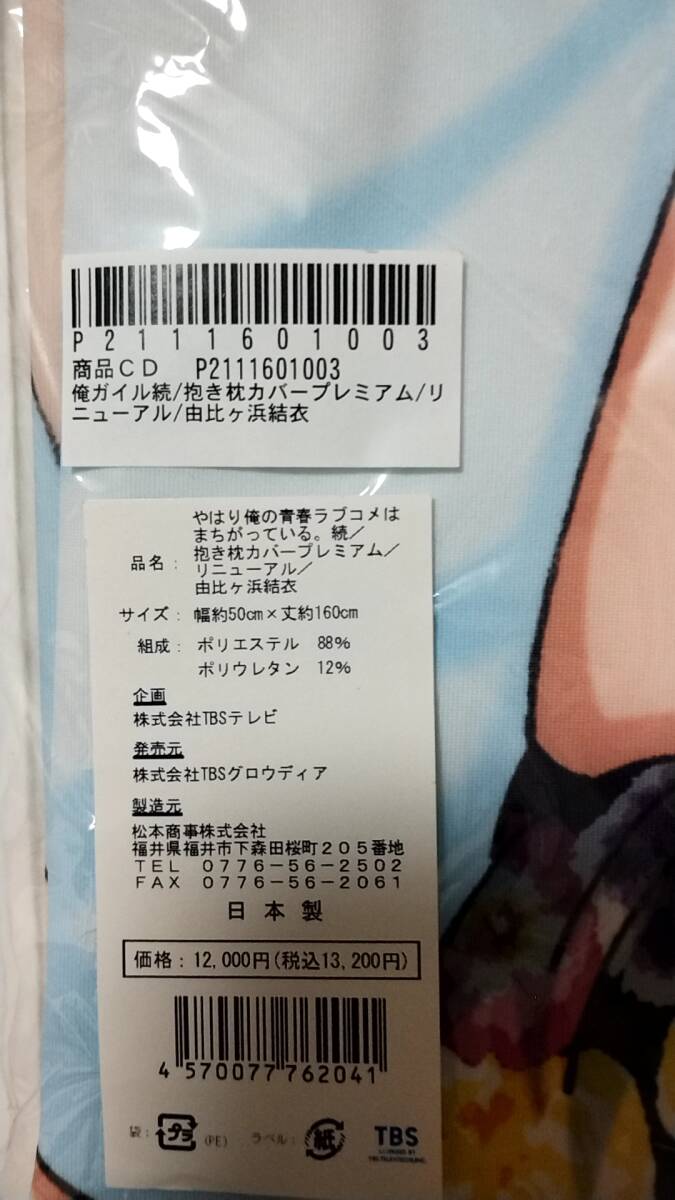 P2111601003
商品CD P2111601003
俺ガイル続/抱き枕カバープレミアム/リ
ニューアル/由比ヶ浜結衣
品名： やはり俺の青春ラブコメは
まちがっている。続／
抱き枕カバープレミアム／
リニューアル／
由比ヶ浜結衣
サイズ： 幅約50cm×丈約160cm
組成： ポリエステル 88%
ポリウレタン 12%
企画
株式会社TBSテレビ
発売元
株式会社TBSグロウディア
製造元
松本商事株式会社
福井県福井市下森田桜町２０５番地
ＴＥＬ ０７７６−５６−２５０２
ＦＡＸ ０７７６−５６−２０６１
日本製
価格：12,000円(税込13,200円)
4570077762041
袋： プラ (PE) ラベル： 紙 TBS